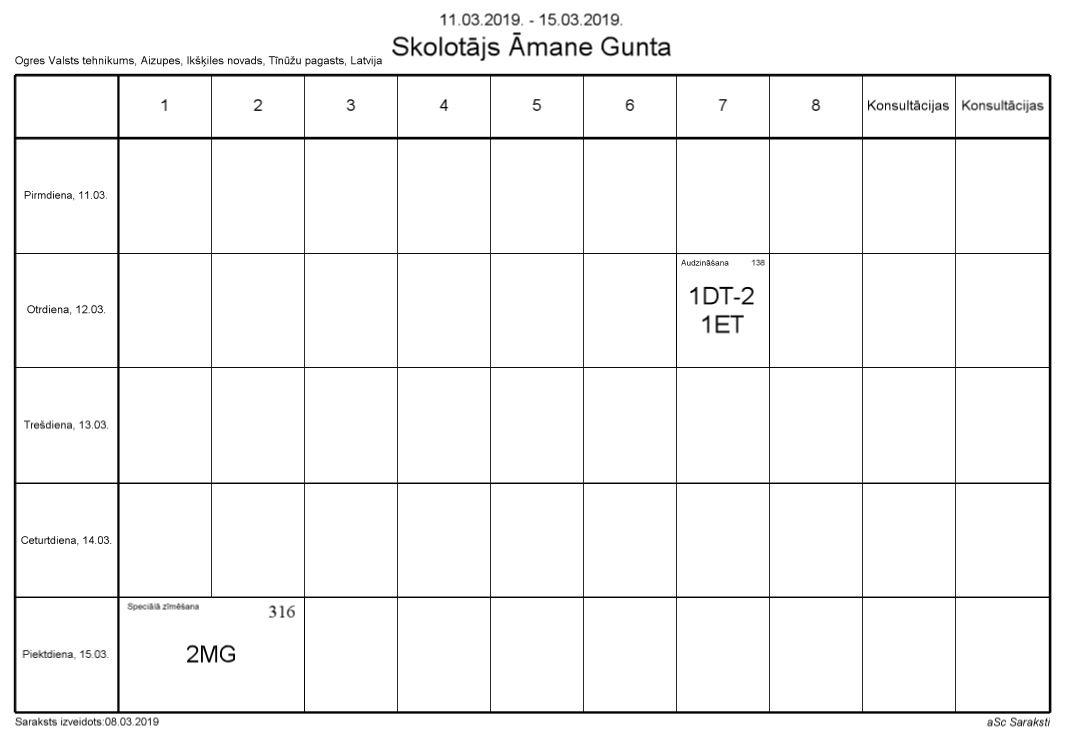 11.03.2019. - 15.03.2019.
Skolotājs Āmane Gunta
Ogres Valsts tehnikums, Aizupes, Ikšķiles novads, Tīnūžu pagasts, Latvija
1 2 3 4 5 6 7 8 Konsultācijas Konsultācijas
Pirmdiena, 11.03.
Otrdiena, 12.03.
Audzināšana 138
1DT-2
1ET
Trešdiena, 13.03.
Ceturtdiena, 14.03.
Piektdiena, 15.03.
Speciālā zīmēšana 316
2MG
Saraksts izveidots:08.03.2019
aSc Saraksti